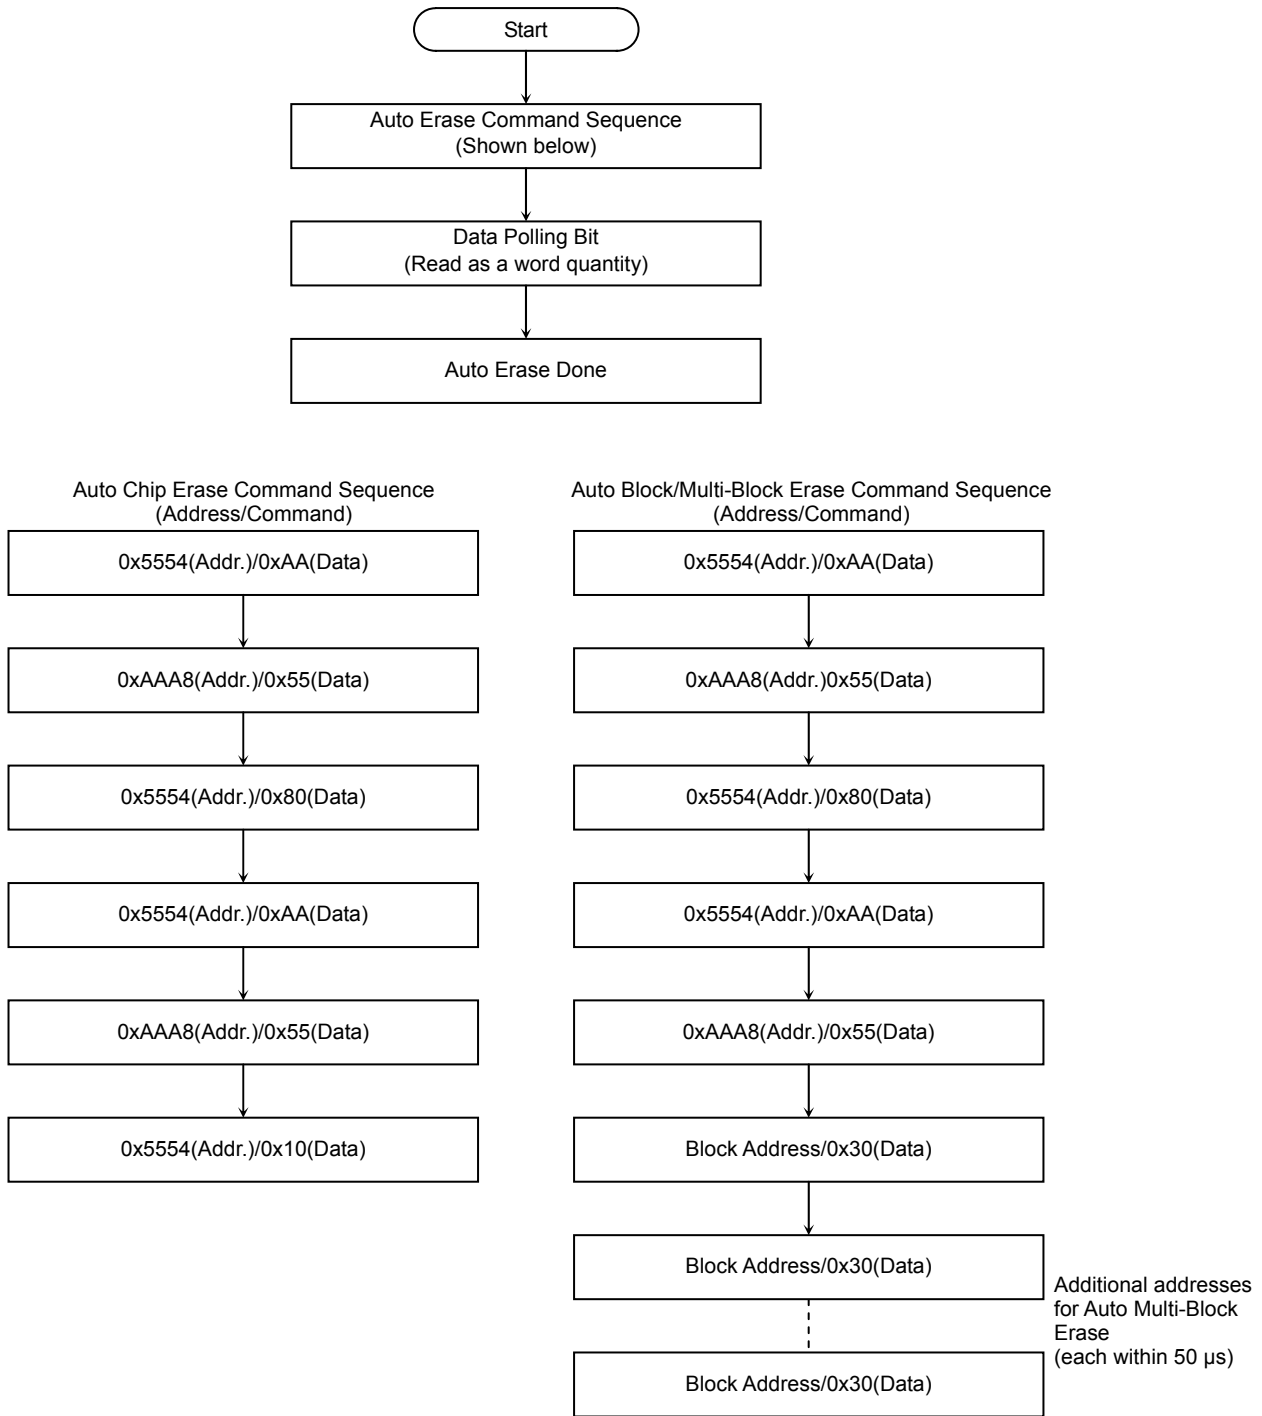 Start
Auto Erase Command Sequence
(Shown below)
Data Polling Bit
(Read as a word quantity)
Auto Erase Done
Auto Chip Erase Command Sequence
(Address/Command)
0x5554(Addr.)/0xAA(Data)
0xAAA8(Addr.)/0x55(Data)
0x5554(Addr.)/0x80(Data)
0x5554(Addr.)/0xAA(Data)
0xAAA8(Addr.)/0x55(Data)
0x5554(Addr.)/0x10(Data)
Auto Block/Multi-Block Erase Command Sequence
(Address/Command)
0x5554(Addr.)/0xAA(Data)
0xAAA8(Addr.)0x55(Data)
0x5554(Addr.)/0x80(Data)
0x5554(Addr.)/0xAA(Data)
0xAAA8(Addr.)/0x55(Data)
Block Address/0x30(Data)
Block Address/0x30(Data)
Block Address/0x30(Data)
Additional addresses
for Auto Multi-Block
Erase
(each within 50 μs)